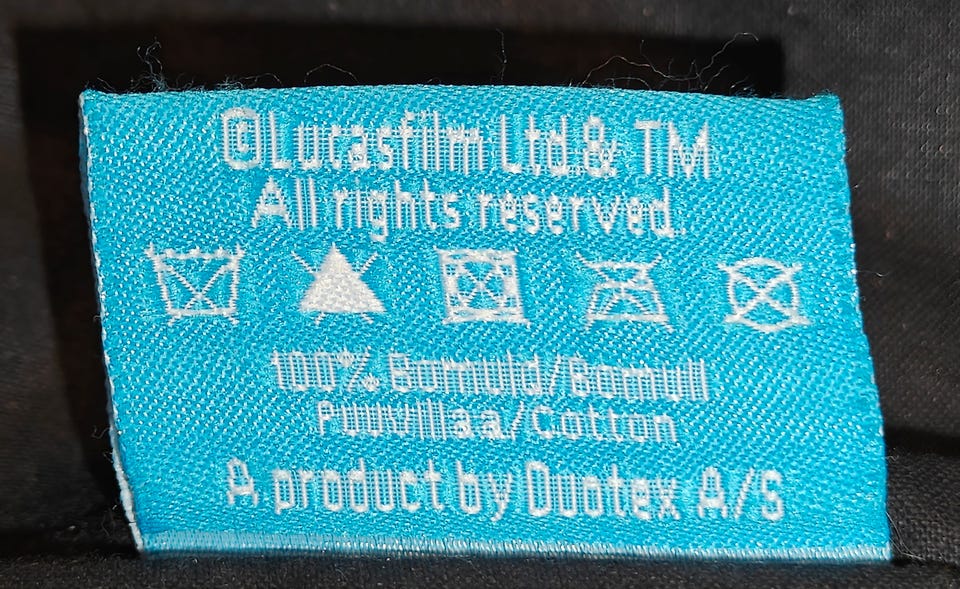 ©Lucasfilm Ltd.& TM
All rights reserved.
100% Bomuld/Bomull
Puuvillaa/Cotton
A product by Duotex A/S